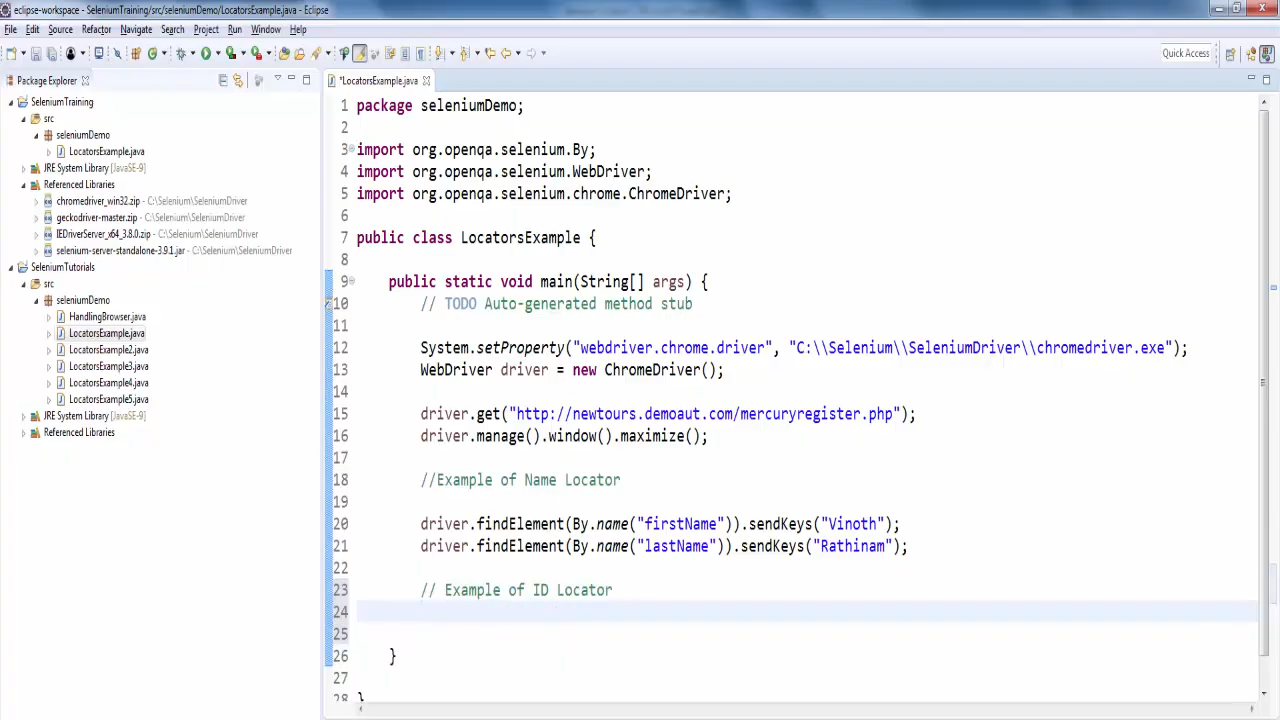 eclipse-workspace - SeleniumTraining/src/seleniumDemo/LocatorsExample.java - Eclipse
File Edit Source Refactor Navigate Search Project Run Window Help
Quick Access
Package Explorer
*LocatorsExample.java
SeleniumTraining
src
seleniumDemo
LocatorsExample.java
JRE System Library [JavaSE-9]
Referenced Libraries
chromedriver_win32.zip - C:\Selenium\SeleniumDriver
geckodriver-master.zip - C:\Selenium\SeleniumDriver
IEDriverServer_x64_3.8.0.zip - C:\Selenium\SeleniumDriver
selenium-server-standalone-3.9.1.jar - C:\Selenium\SeleniumDriver
SeleniumTutorials
src
seleniumDemo
HandlingBrowser.java
LocatorsExample.java
LocatorsExample2.java
LocatorsExample3.java
LocatorsExample4.java
LocatorsExample5.java
JRE System Library [JavaSE-9]
Referenced Libraries
1 package seleniumDemo;
2
3 import org.openqa.selenium.By;
4 import org.openqa.selenium.WebDriver;
5 import org.openqa.selenium.chrome.ChromeDriver;
6
7 public class LocatorsExample {
8
9 public static void main(String[] args) {
10 // TODO Auto-generated method stub
11
12 System.setProperty("webdriver.chrome.driver", "C:\\Selenium\\SeleniumDriver\\chromedriver.exe");
13 WebDriver driver = new ChromeDriver();
14
15 driver.get("http://newtours.demoaut.com/mercuryregister.php");
16 driver.manage().window().maximize();
17
18 //Example of Name Locator
19
20 driver.findElement(By.name("firstName")).sendKeys("Vinoth");
21 driver.findElement(By.name("lastName")).sendKeys("Rathinam");
22
23 // Example of ID Locator
24
25
26 }
27
28 }